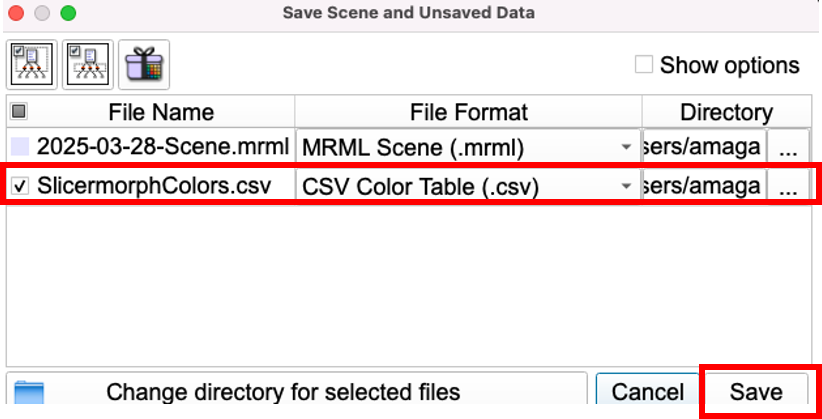 Save Scene and Unsaved Data
Show options
File Name File Format Directory
2025-03-28-Scene.mrml MRML Scene (.mrml) sers/amaga ...
SlicermorphColors.csv CSV Color Table (.csv) sers/amaga ...
Change directory for selected files Cancel Save